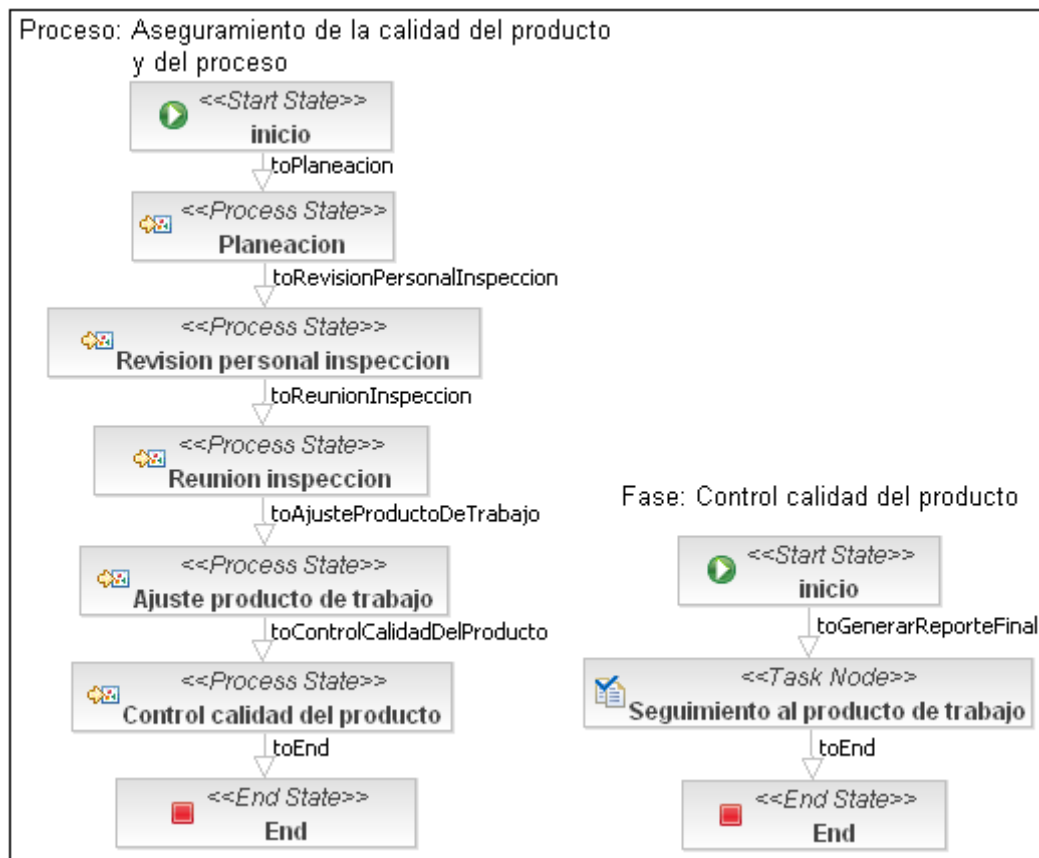 Proceso: Aseguramiento de la calidad del producto
y del proceso
<<Start State>>
inicio
toPlaneacion
<<Process State>>
Planeacion
toRevisionPersonalInspeccion
<<Process State>>
Revision personal inspeccion
toReunionInspeccion
<<Process State>>
Reunion inspeccion
toAjusteProductoDeTrabajo
<<Process State>>
Ajuste producto de trabajo
toControlCalidadDelProducto
<<Process State>>
Control calidad del producto
toEnd
<<End State>>
End
Fase: Control calidad del producto
<<Start State>>
inicio
toGenerarReporteFinal
<<Task Node>>
Seguimiento al producto de trabajo
toEnd
<<End State>>
End